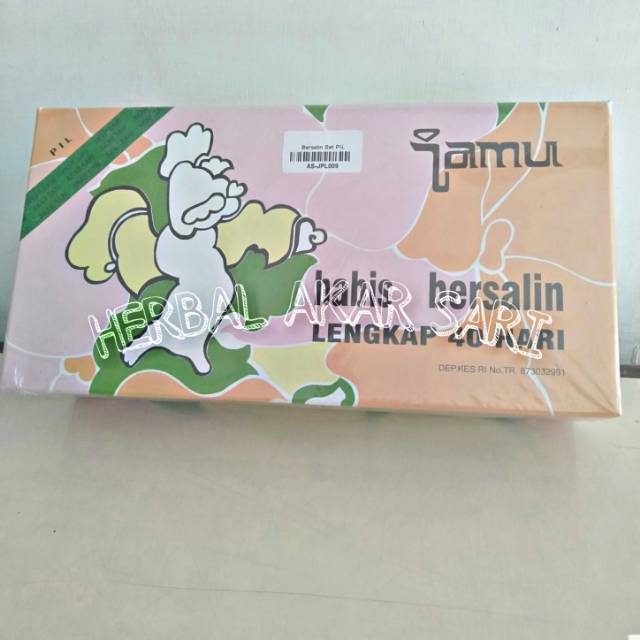 PIL
Bersalin Set PIL
AS-JPL009
jamu
habis bersalin
LENGKAP 40 HARI
HERBAL AKAR SARI
DEP.KES RI No.TR. 873032991